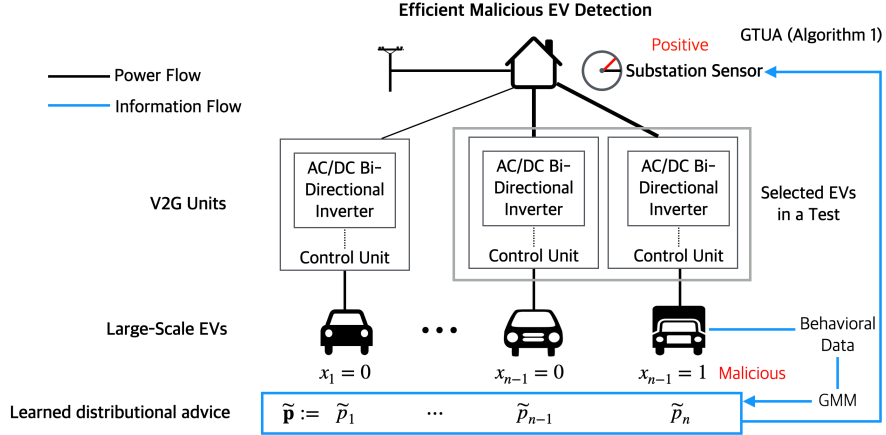 Efficient Malicious EV Detection
GTUA (Algorithm 1)
Positive
Substation Sensor
Power Flow
Information Flow
AC/DC Bi-
Directional
Inverter
Control Unit
AC/DC Bi-
Directional
Inverter
Control Unit
AC/DC Bi-
Directional
Inverter
Control Unit
V2G Units
Selected EVs
in a Test
Large-Scale EVs
• • •
Behavioral
Data
x₁ = 0
xₙ₋₁ = 0
xₙ₋₁ = 1 Malicious
GMM
Learned distributional advice
p̃ := p̃₁ ⋯ p̃ₙ₋₁ p̃ₙ